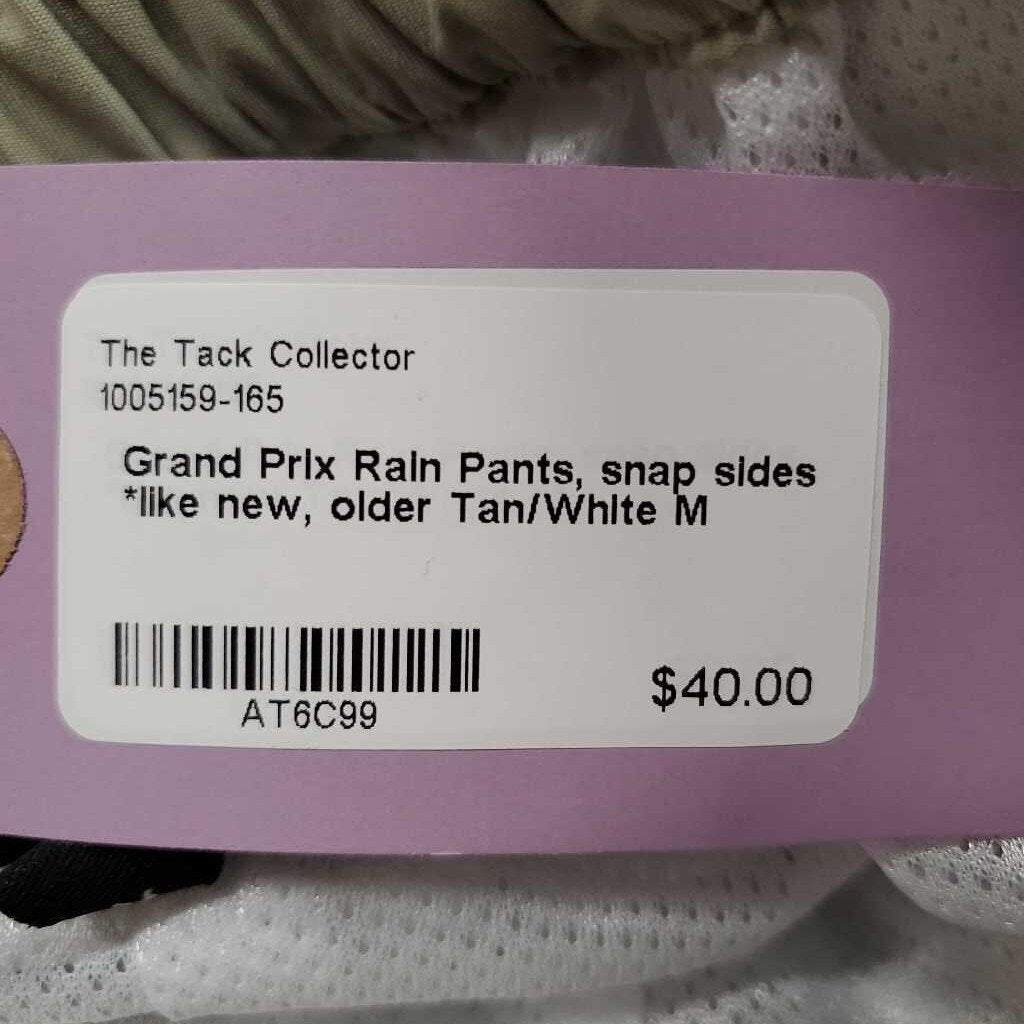 The Tack Collector
1005159-165
Grand Prix Rain Pants, snap sides
*like new, older Tan/White M
AT6C99
$40.00